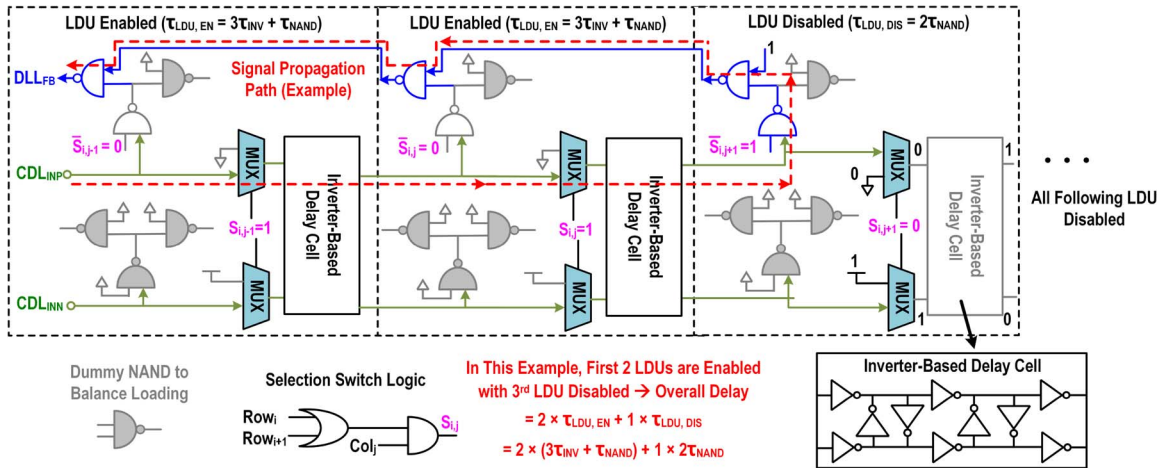 LDU Enabled (τLDU, EN = 3τINV + τNAND)
LDU Enabled (τLDU, EN = 3τINV + τNAND)
LDU Disabled (τLDU, DIS = 2τNAND)
1
DLLFB
Signal Propagation
Path (Example)
S̅i,j-1 = 0
S̅i,j = 0
S̅i,j+1 = 1
CDLINP
MUX
Inverter-Based
Delay Cell
MUX
Inverter-Based
Delay Cell
0
MUX
0
Inverter-Based
Delay Cell
1
• • •
All Following LDU
Disabled
Si,j-1=1
Si,j=1
Si,j+1 = 0
CDLINN
MUX
MUX
1
MUX
1
0
Dummy NAND to
Balance Loading
Selection Switch Logic
Rowi
Rowi+1
Colj
Si,j
In This Example, First 2 LDUs are Enabled
with 3rd LDU Disabled → Overall Delay
= 2 × τLDU, EN + 1 × τLDU, DIS
= 2 × (3τINV + τNAND) + 1 × 2τNAND
Inverter-Based Delay Cell